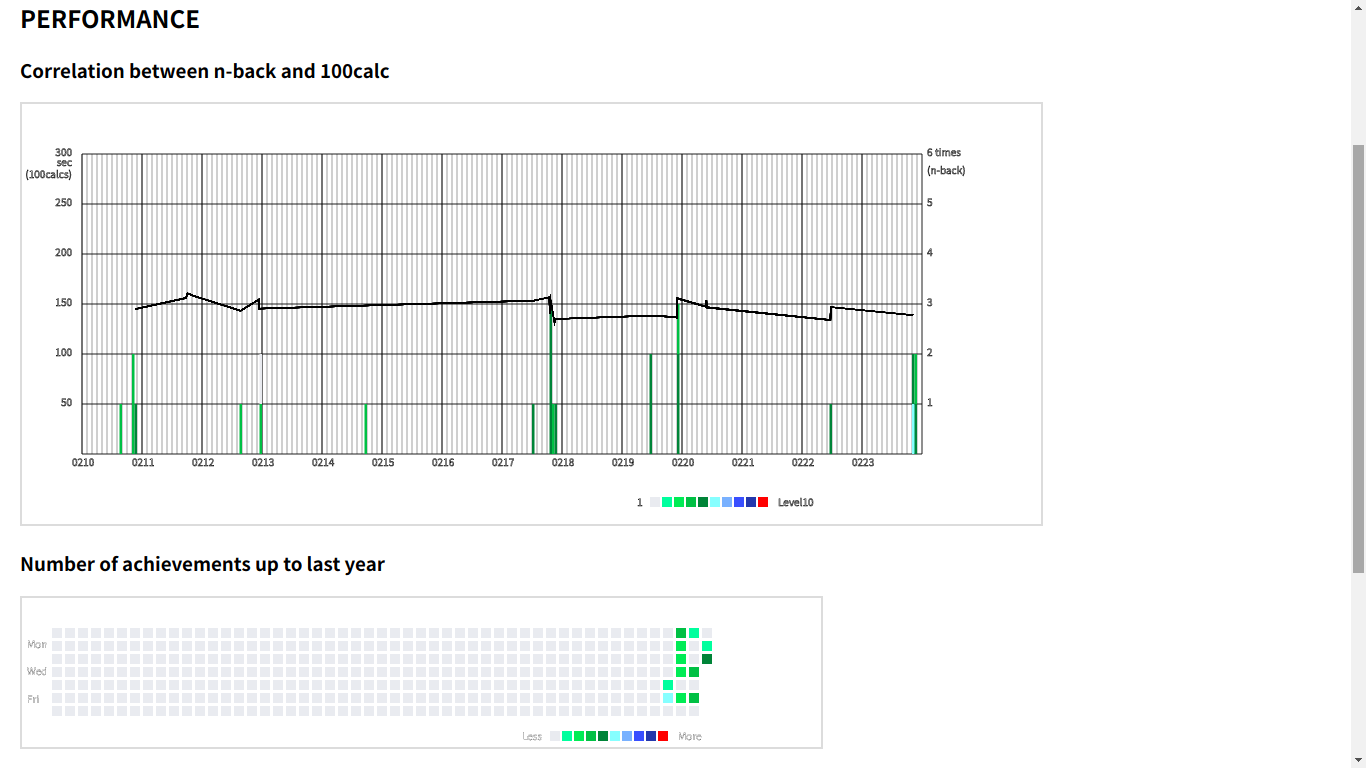 PERFORMANCE
Correlation between n-back and 100calc
300
sec
(100calcs)
250
200
150
100
50
6 times
(n-back)
5
4
3
2
1
0210 0211 0212 0213 0214 0215 0216 0217 0218 0219 0220 0221 0222 0223
1 Level10
Number of achievements up to last year
Mon
Wed
Fri
Less More